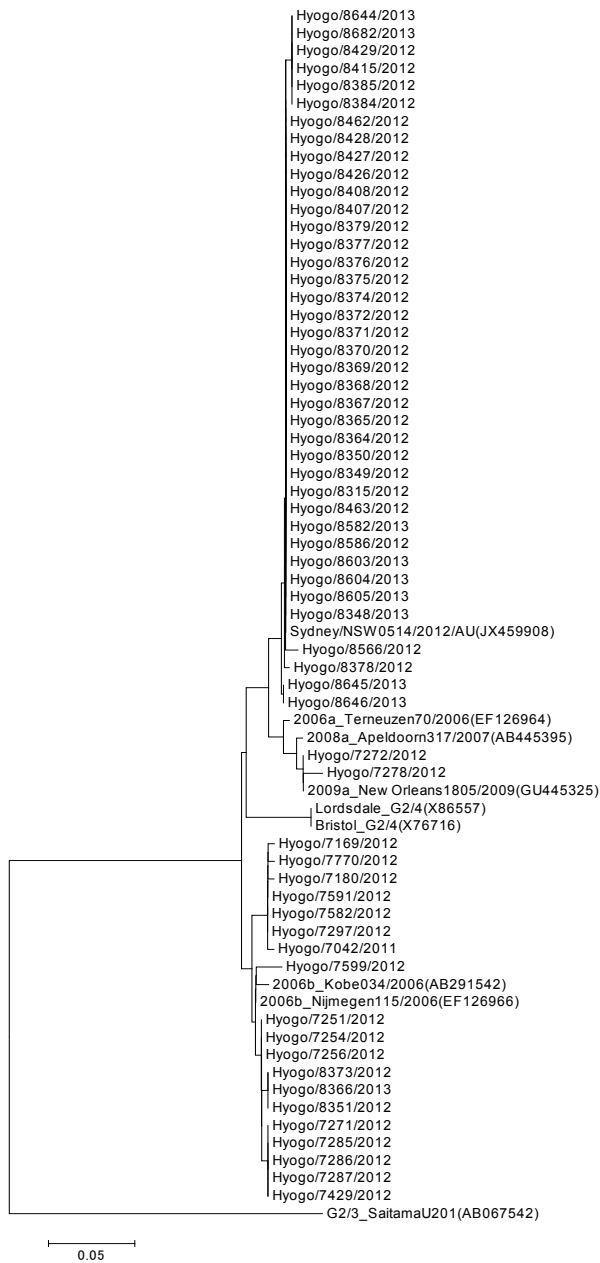 Hyogo/8644/2013
Hyogo/8682/2013
Hyogo/8429/2012
Hyogo/8415/2012
Hyogo/8385/2012
Hyogo/8384/2012
Hyogo/8462/2012
Hyogo/8428/2012
Hyogo/8427/2012
Hyogo/8426/2012
Hyogo/8408/2012
Hyogo/8407/2012
Hyogo/8379/2012
Hyogo/8377/2012
Hyogo/8376/2012
Hyogo/8375/2012
Hyogo/8374/2012
Hyogo/8372/2012
Hyogo/8371/2012
Hyogo/8370/2012
Hyogo/8369/2012
Hyogo/8368/2012
Hyogo/8367/2012
Hyogo/8365/2012
Hyogo/8364/2012
Hyogo/8350/2012
Hyogo/8349/2012
Hyogo/8315/2012
Hyogo/8463/2012
Hyogo/8582/2013
Hyogo/8586/2012
Hyogo/8603/2013
Hyogo/8604/2013
Hyogo/8605/2013
Hyogo/8348/2013
Sydney/NSW0514/2012/AU(JX459908)
Hyogo/8566/2012
Hyogo/8378/2012
Hyogo/8645/2013
Hyogo/8646/2013
2006a_Terneuzen70/2006(EF126964)
2008a_Apeldoorn317/2007(AB445395)
Hyogo/7272/2012
Hyogo/7278/2012
2009a_New Orleans1805/2009(GU445325)
Lordsdale_G2/4(X86557)
Bristol_G2/4(X76716)
Hyogo/7169/2012
Hyogo/7770/2012
Hyogo/7180/2012
Hyogo/7591/2012
Hyogo/7582/2012
Hyogo/7297/2012
Hyogo/7042/2011
Hyogo/7599/2012
2006b_Kobe034/2006(AB291542)
2006b_Nijmegen115/2006(EF126966)
Hyogo/7251/2012
Hyogo/7254/2012
Hyogo/7256/2012
Hyogo/8373/2012
Hyogo/8366/2013
Hyogo/8351/2012
Hyogo/7271/2012
Hyogo/7285/2012
Hyogo/7286/2012
Hyogo/7287/2012
Hyogo/7429/2012
G2/3_SaitamaU201(AB067542)
0.05